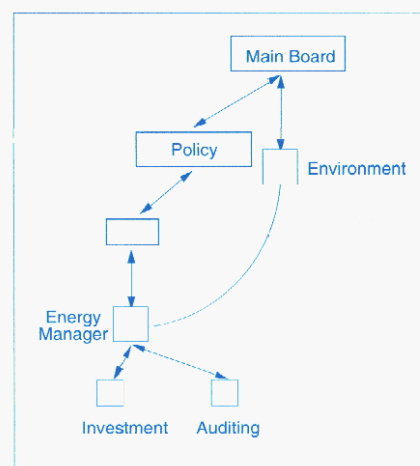 Main Board
Policy
Environment
Energy
Manager
Investment
Auditing